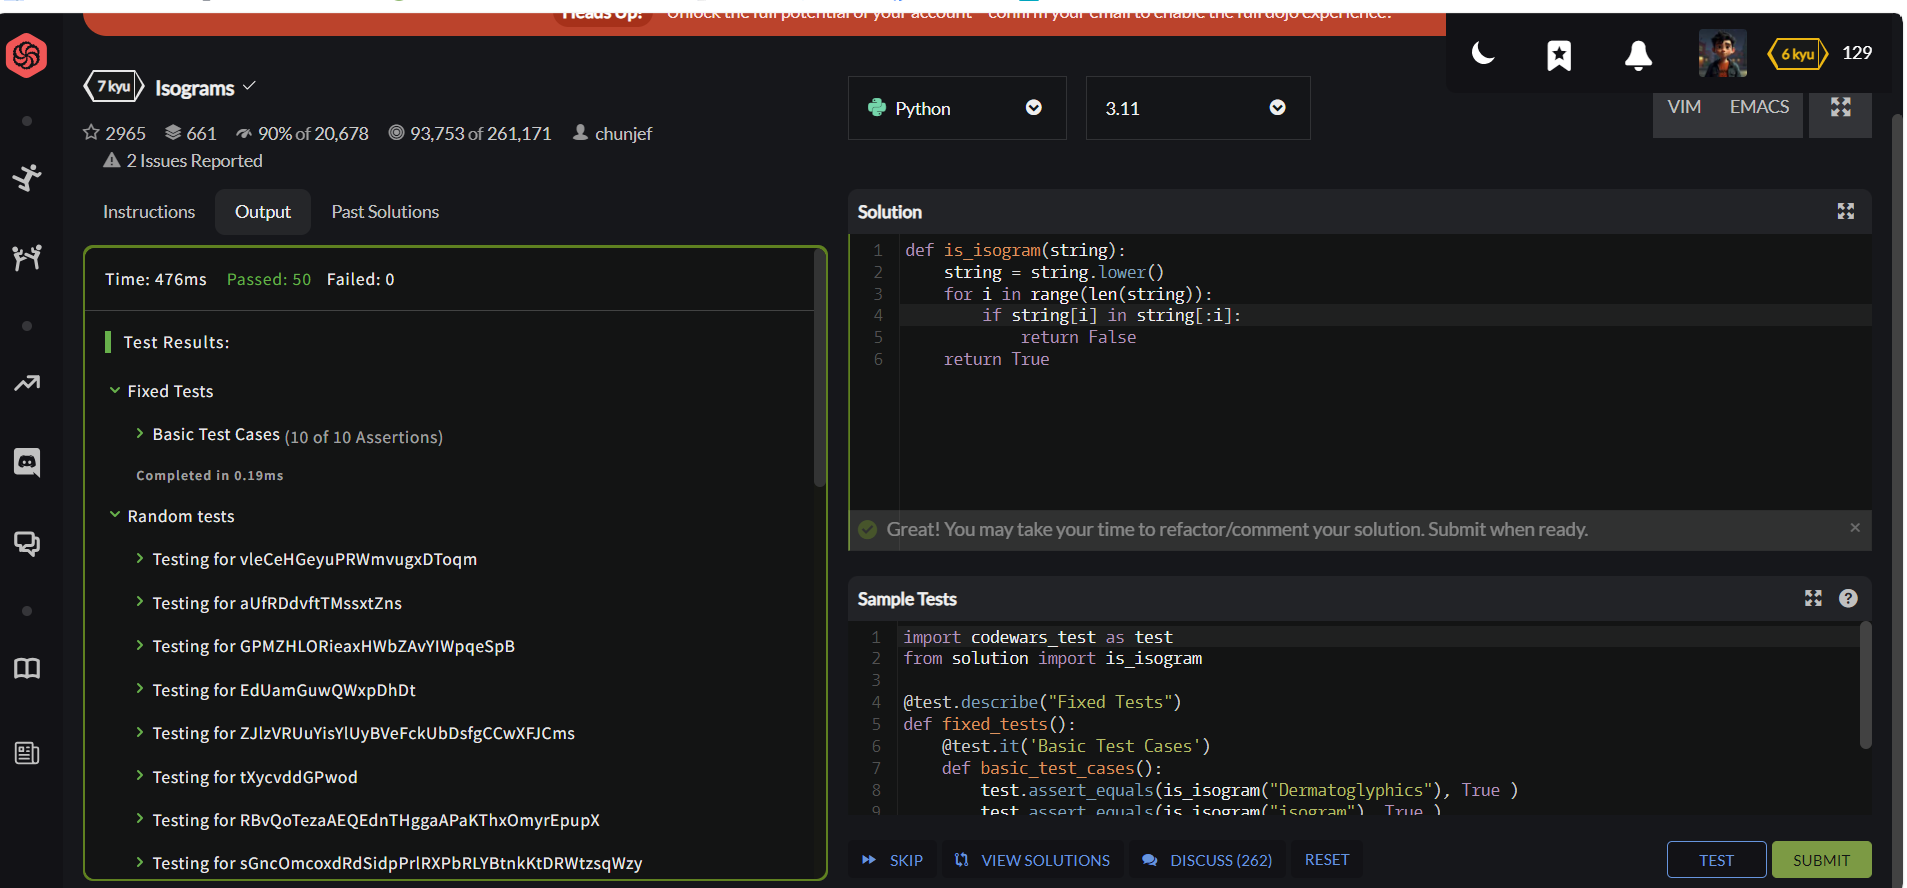 Heads Up! Unlock the full potential of your account - confirm your email to enable the full dojo experience!
6 kyu 129
7 kyu Isograms
2965 661 90% of 20,678 93,753 of 261,171 chunjef
2 Issues Reported
Python
3.11
VIM EMACS
Instructions Output Past Solutions
Time: 476ms Passed: 50 Failed: 0
Test Results:
Fixed Tests
Basic Test Cases (10 of 10 Assertions)
Completed in 0.19ms
Random tests
Testing for vleCeHGeyuPRWmvugxDToqm
Testing for aUfRDdvftTMssxtZns
Testing for GPMZHLORieaxHWbZAvYIWpqeSpB
Testing for EdUamGuwQWxpDhDt
Testing for ZJlzVRUuYisYlUyBVeFckUbDsfgCCwXFJCms
Testing for tXycvddGPwod
Testing for RBvQoTezaAEQEdnTHggaAPaKThxOmyrEpupX
Testing for sGncOmcoxdRdSidpPrlRXPbRLYBtnkKtDRWtzsqWzy
Solution
1 def is_isogram(string):
2 string = string.lower()
3 for i in range(len(string)):
4 if string[i] in string[:i]:
5 return False
6 return True
Great! You may take your time to refactor/comment your solution. Submit when ready.
Sample Tests
1 import codewars_test as test
2 from solution import is_isogram
3
4 @test.describe("Fixed Tests")
5 def fixed_tests():
6 @test.it('Basic Test Cases')
7 def basic_test_cases():
8 test.assert_equals(is_isogram("Dermatoglyphics"), True )
9 test.assert_equals(is_isogram("isogram"), True )
SKIP VIEW SOLUTIONS DISCUSS (262) RESET
TEST SUBMIT